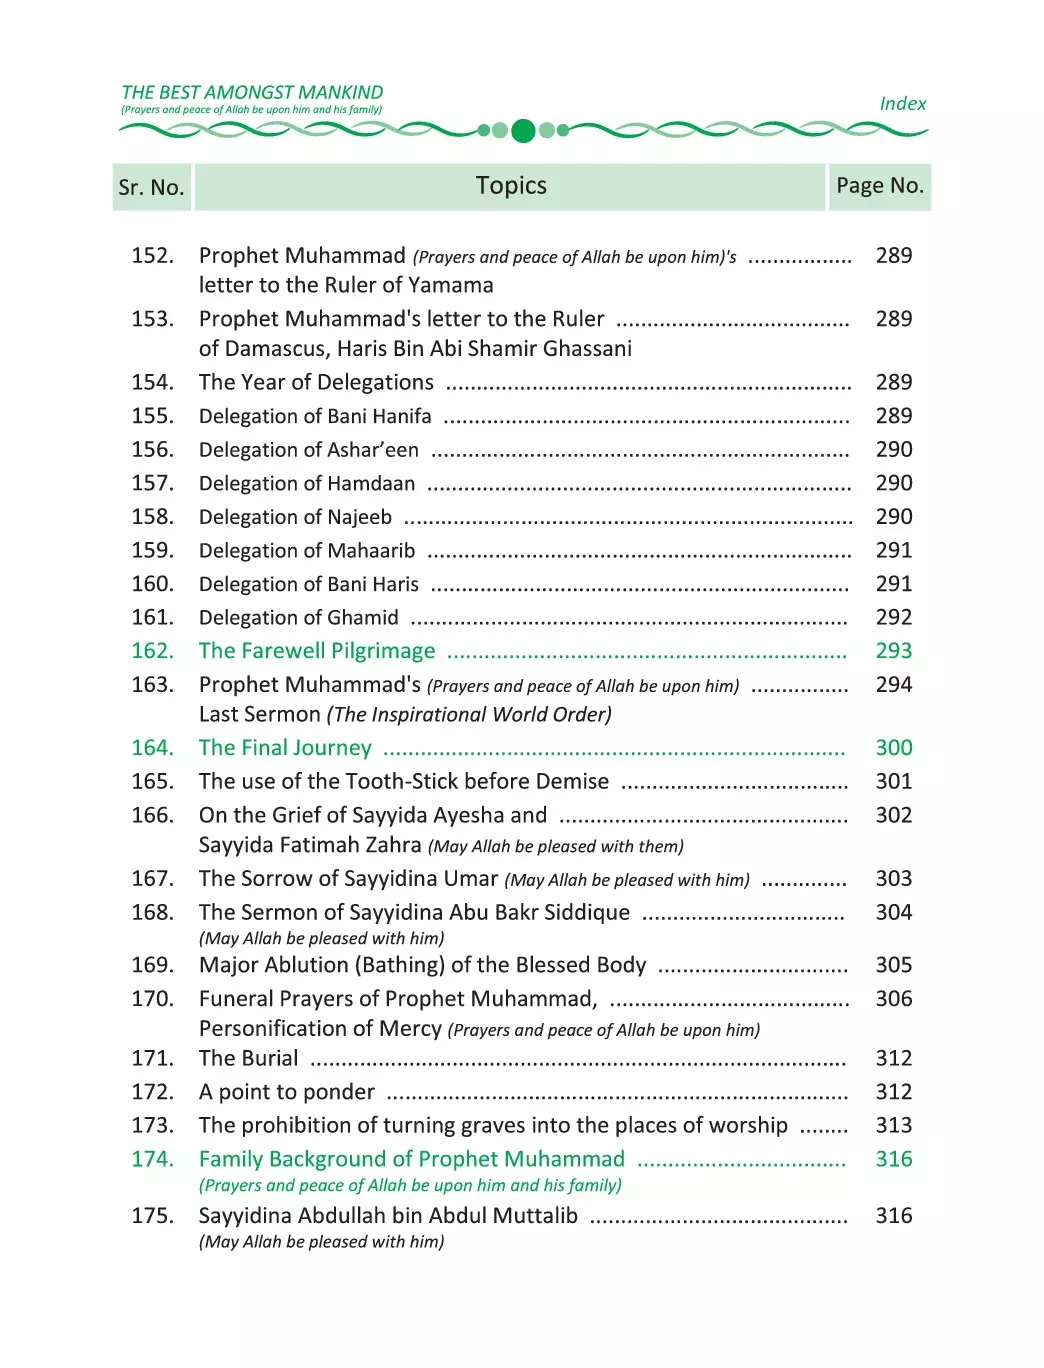 THE BEST AMONGST MANKIND
(Prayers and peace of Allah be upon him and his family)
Index
Sr. No. Topics Page No.
152. Prophet Muhammad (Prayers and peace of Allah be upon him)'s ................. 289
letter to the Ruler of Yamama
153. Prophet Muhammad's letter to the Ruler ...................................... 289
of Damascus, Haris Bin Abi Shamir Ghassani
154. The Year of Delegations .................................................................. 289
155. Delegation of Bani Hanifa .................................................................. 289
156. Delegation of Ashar’een .................................................................... 290
157. Delegation of Hamdaan ..................................................................... 290
158. Delegation of Najeeb ......................................................................... 290
159. Delegation of Mahaarib ..................................................................... 291
160. Delegation of Bani Haris .................................................................... 291
161. Delegation of Ghamid ....................................................................... 292
162. The Farewell Pilgrimage ................................................................. 293
163. Prophet Muhammad's (Prayers and peace of Allah be upon him) ................ 294
Last Sermon (The Inspirational World Order)
164. The Final Journey ........................................................................... 300
165. The use of the Tooth-Stick before Demise ..................................... 301
166. On the Grief of Sayyida Ayesha and ............................................... 302
Sayyida Fatimah Zahra (May Allah be pleased with them)
167. The Sorrow of Sayyidina Umar (May Allah be pleased with him) .............. 303
168. The Sermon of Sayyidina Abu Bakr Siddique ................................. 304
(May Allah be pleased with him)
169. Major Ablution (Bathing) of the Blessed Body ............................... 305
170. Funeral Prayers of Prophet Muhammad, ....................................... 306
Personification of Mercy (Prayers and peace of Allah be upon him)
171. The Burial ....................................................................................... 312
172. A point to ponder ........................................................................... 312
173. The prohibition of turning graves into the places of worship ........ 313
174. Family Background of Prophet Muhammad .................................. 316
(Prayers and peace of Allah be upon him and his family)
175. Sayyidina Abdullah bin Abdul Muttalib .......................................... 316
(May Allah be pleased with him)